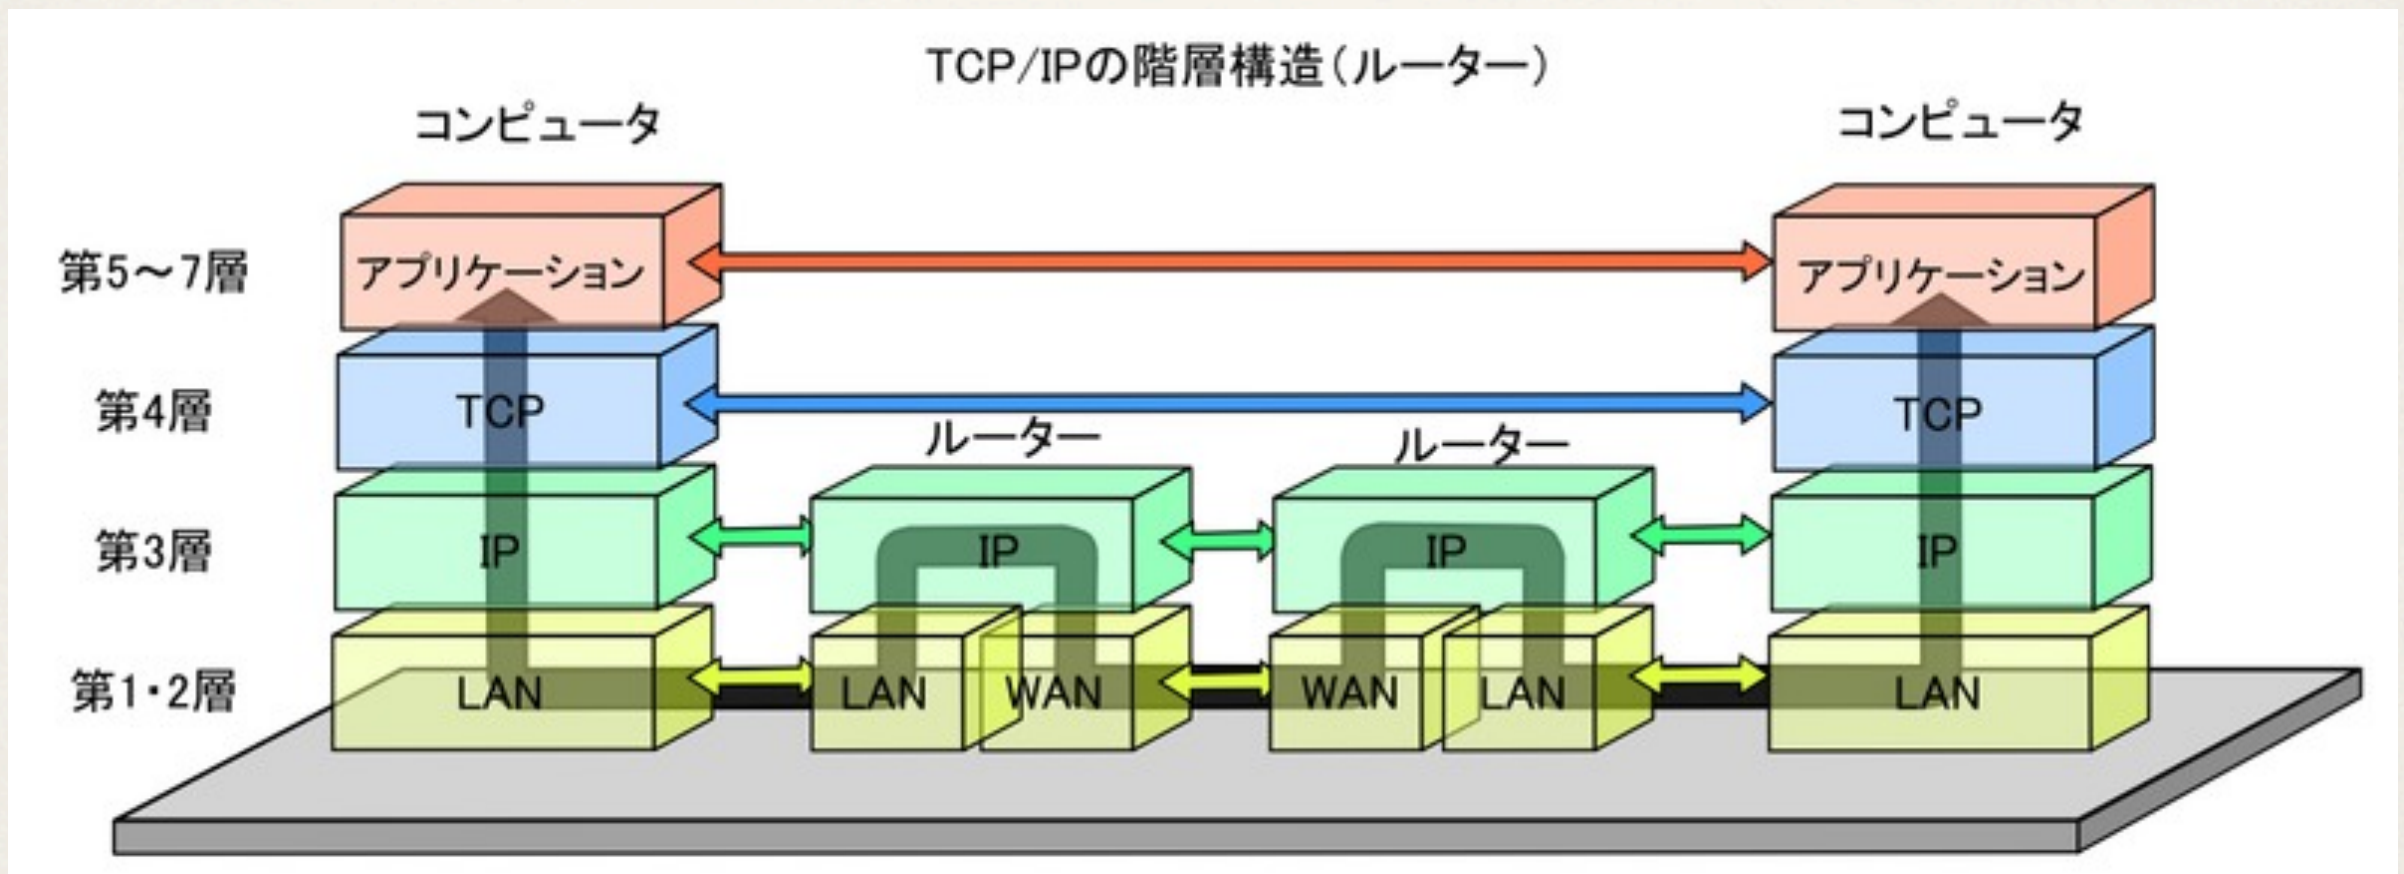 TCP/IPの階層構造(ルーター)
コンピュータ
コンピュータ
第5～7層
アプリケーション
アプリケーション
第4層
TCP
TCP
ルーター
ルーター
第3層
IP
IP
IP
IP
第1・2層
LAN
LAN
WAN
WAN
LAN
LAN